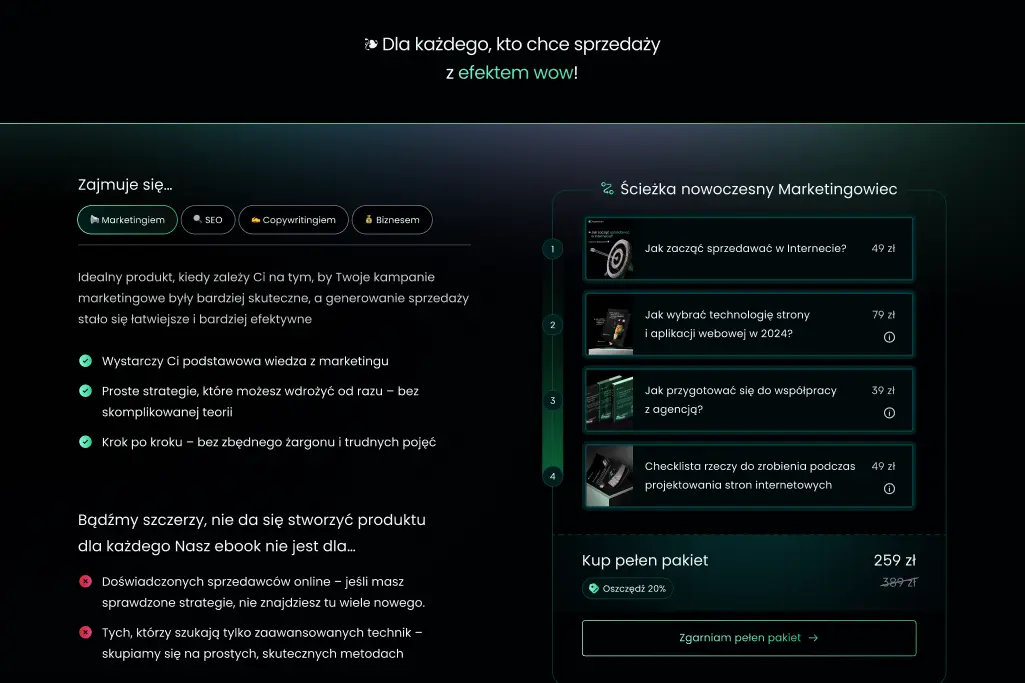 Dla każdego, kto chce sprzedaży
z efektem wow!
Zajmuje się...
Marketingiem
SEO
Copywritingiem
Biznesem
Idealny produkt, kiedy zależy Ci na tym, by Twoje kampanie
marketingowe były bardziej skuteczne, a generowanie sprzedaży
stało się łatwiejsze i bardziej efektywne
Wystarczy Ci podstawowa wiedza z marketingu
Proste strategie, które możesz wdrożyć od razu – bez
skomplikowanej teorii
Krok po kroku – bez zbędnego żargonu i trudnych pojęć
Bądźmy szczerzy, nie da się stworzyć produktu
dla każdego Nasz ebook nie jest dla...
Doświadczonych sprzedawców online – jeśli masz
sprawdzone strategie, nie znajdziesz tu wiele nowego.
Tych, którzy szukają tylko zaawansowanych technik –
skupiamy się na prostych, skutecznych metodach
Ścieżka nowoczesny Marketingowiec
1
Jak zacząć sprzedawać w Internecie?
49 zł
2
Jak wybrać technologię strony
i aplikacji webowej w 2024?
79 zł
3
Jak przygotować się do współpracy
z agencją?
39 zł
4
Checklista rzeczy do zrobienia podczas
projektowania stron internetowych
49 zł
Kup pełen pakiet
259 zł
Oszczędź 20%
389 zł
Zgarniam pełen pakiet →